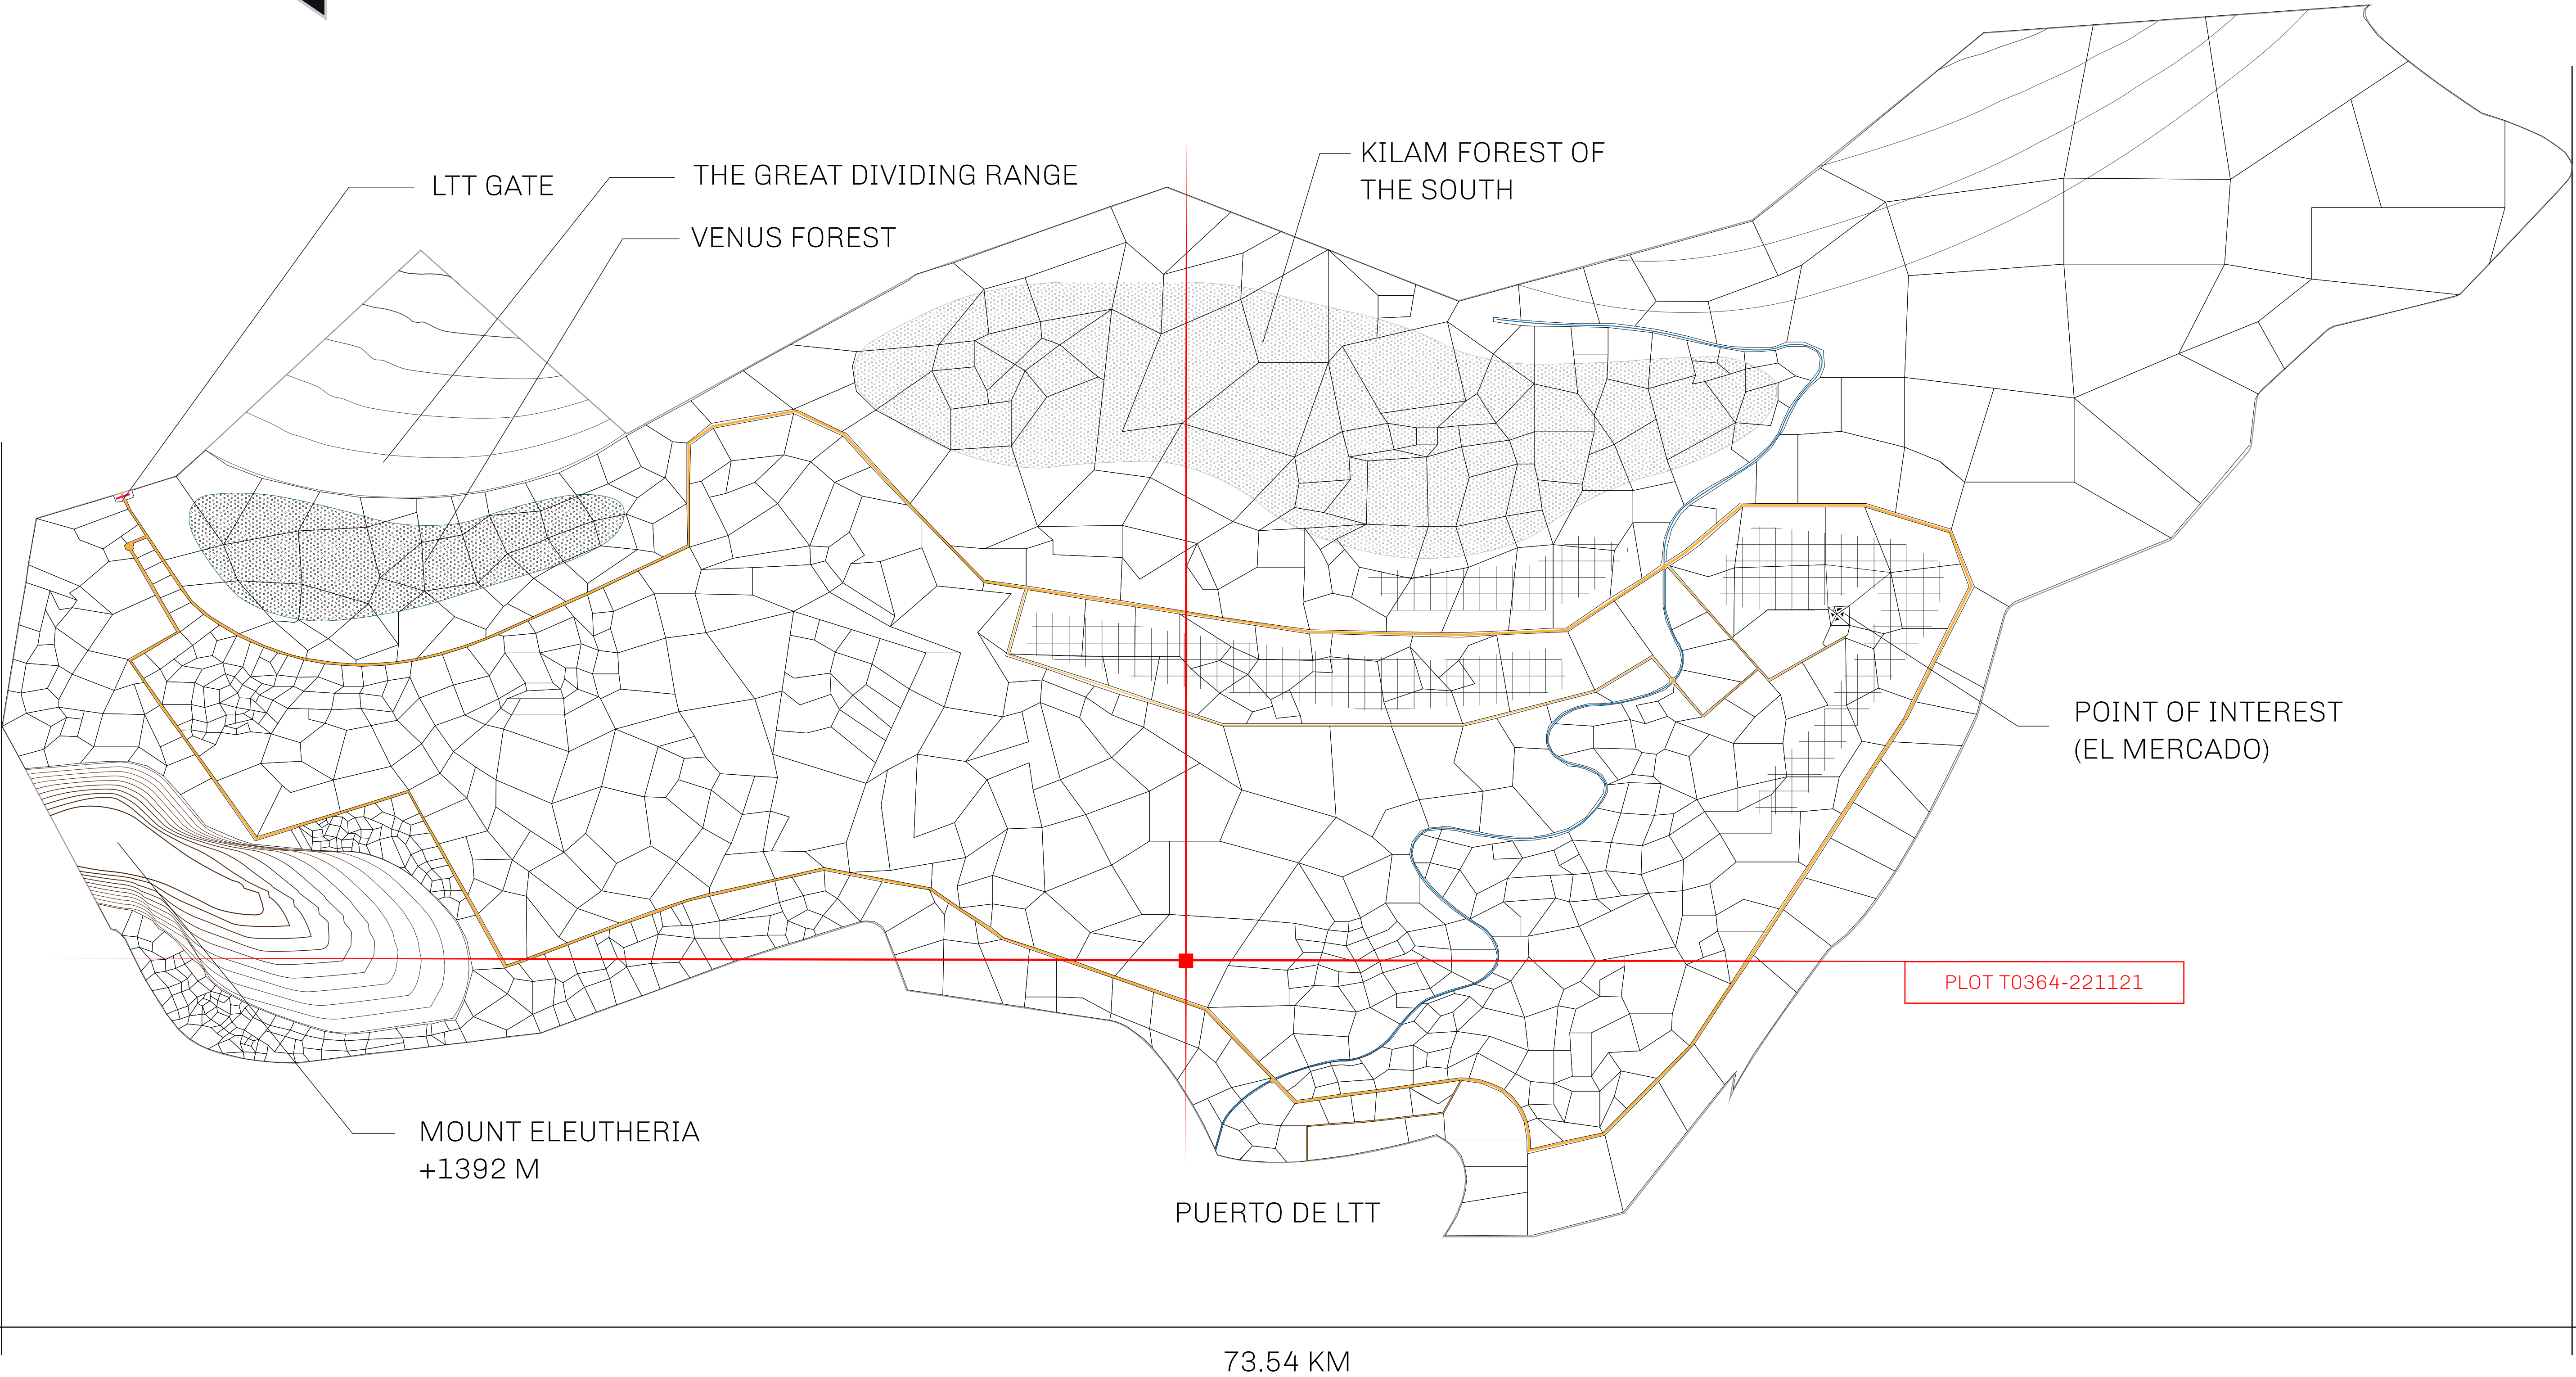 KILAM FOREST OF
THE SOUTH
THE GREAT DIVIDING RANGE
LTT GATE
VENUS FOREST
POINT OF INTEREST
(EL MERCADO)
PLOT T0364-221121
MOUNT ELEUTHERIA
+1392 M
PUERTO DE LTT
73.54 KM